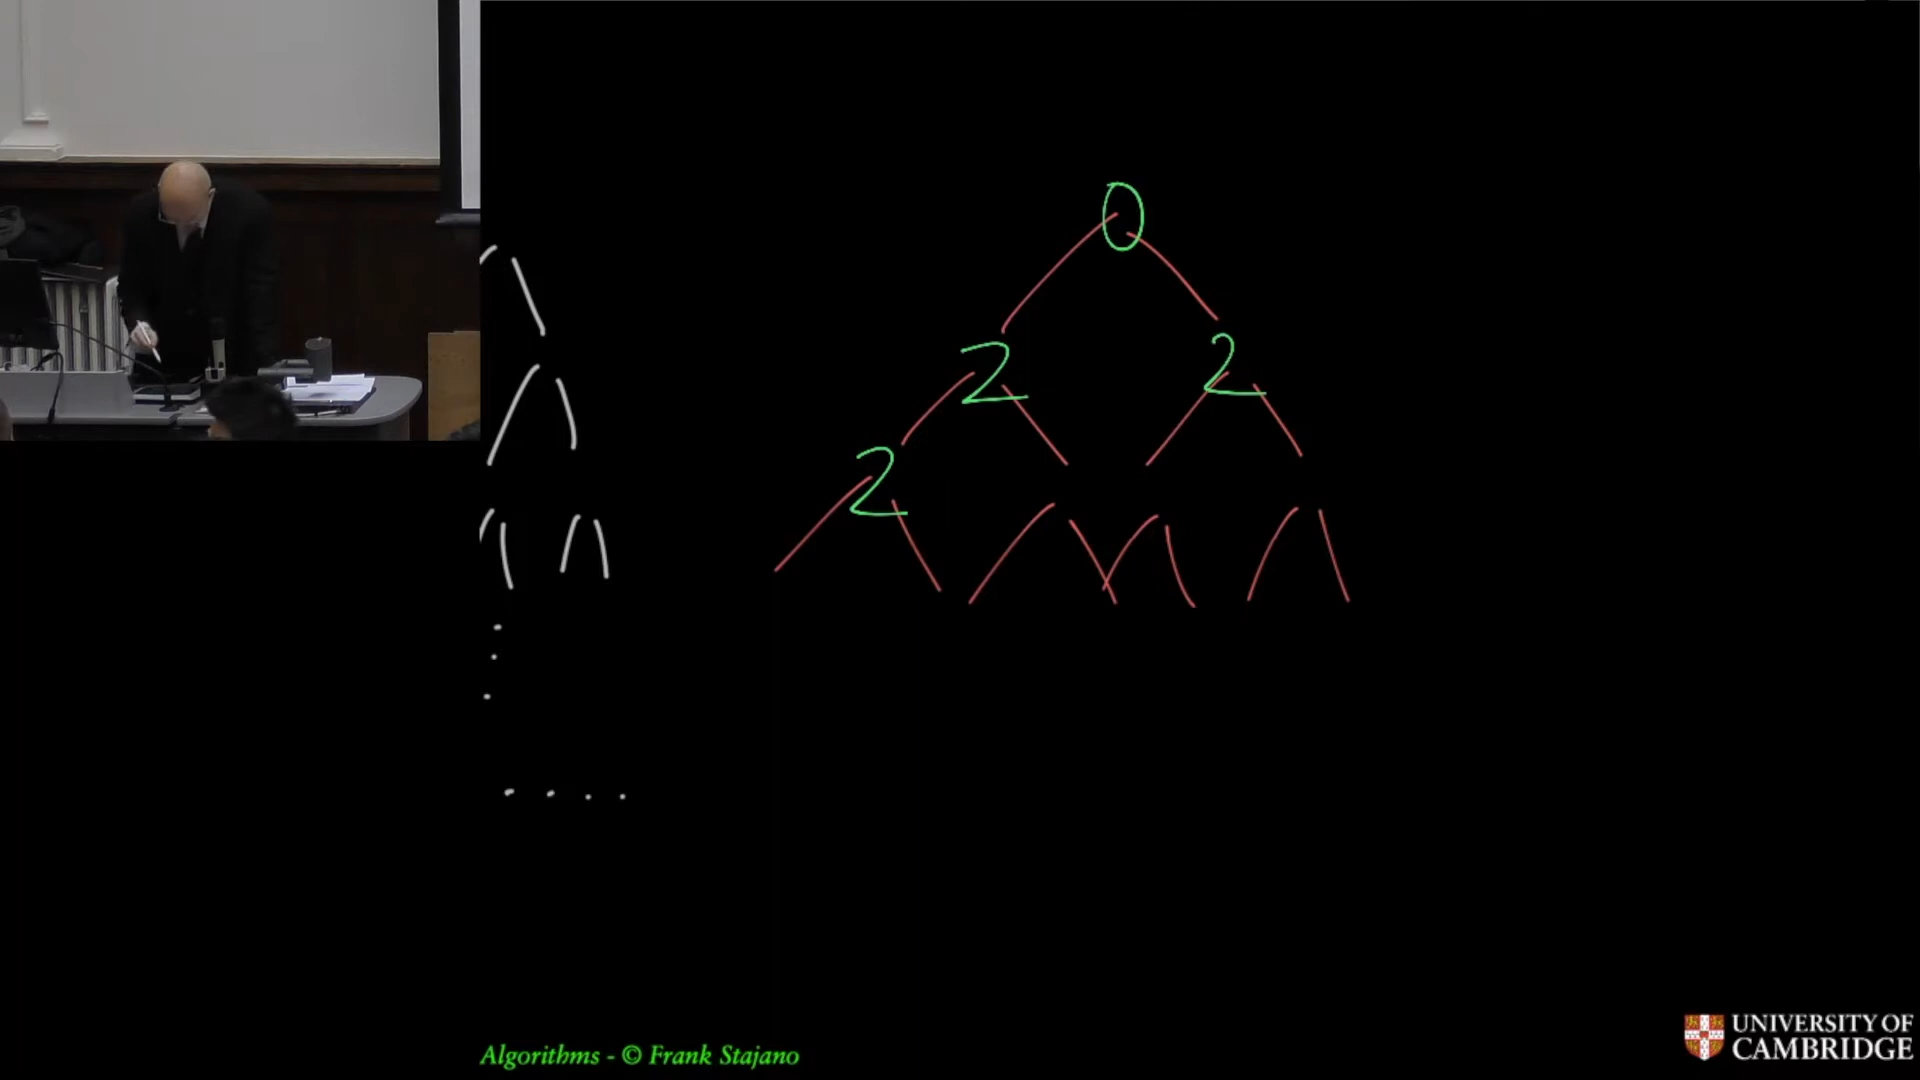 0
2 2
2
Algorithms - © Frank Stajano
UNIVERSITY OF
CAMBRIDGE